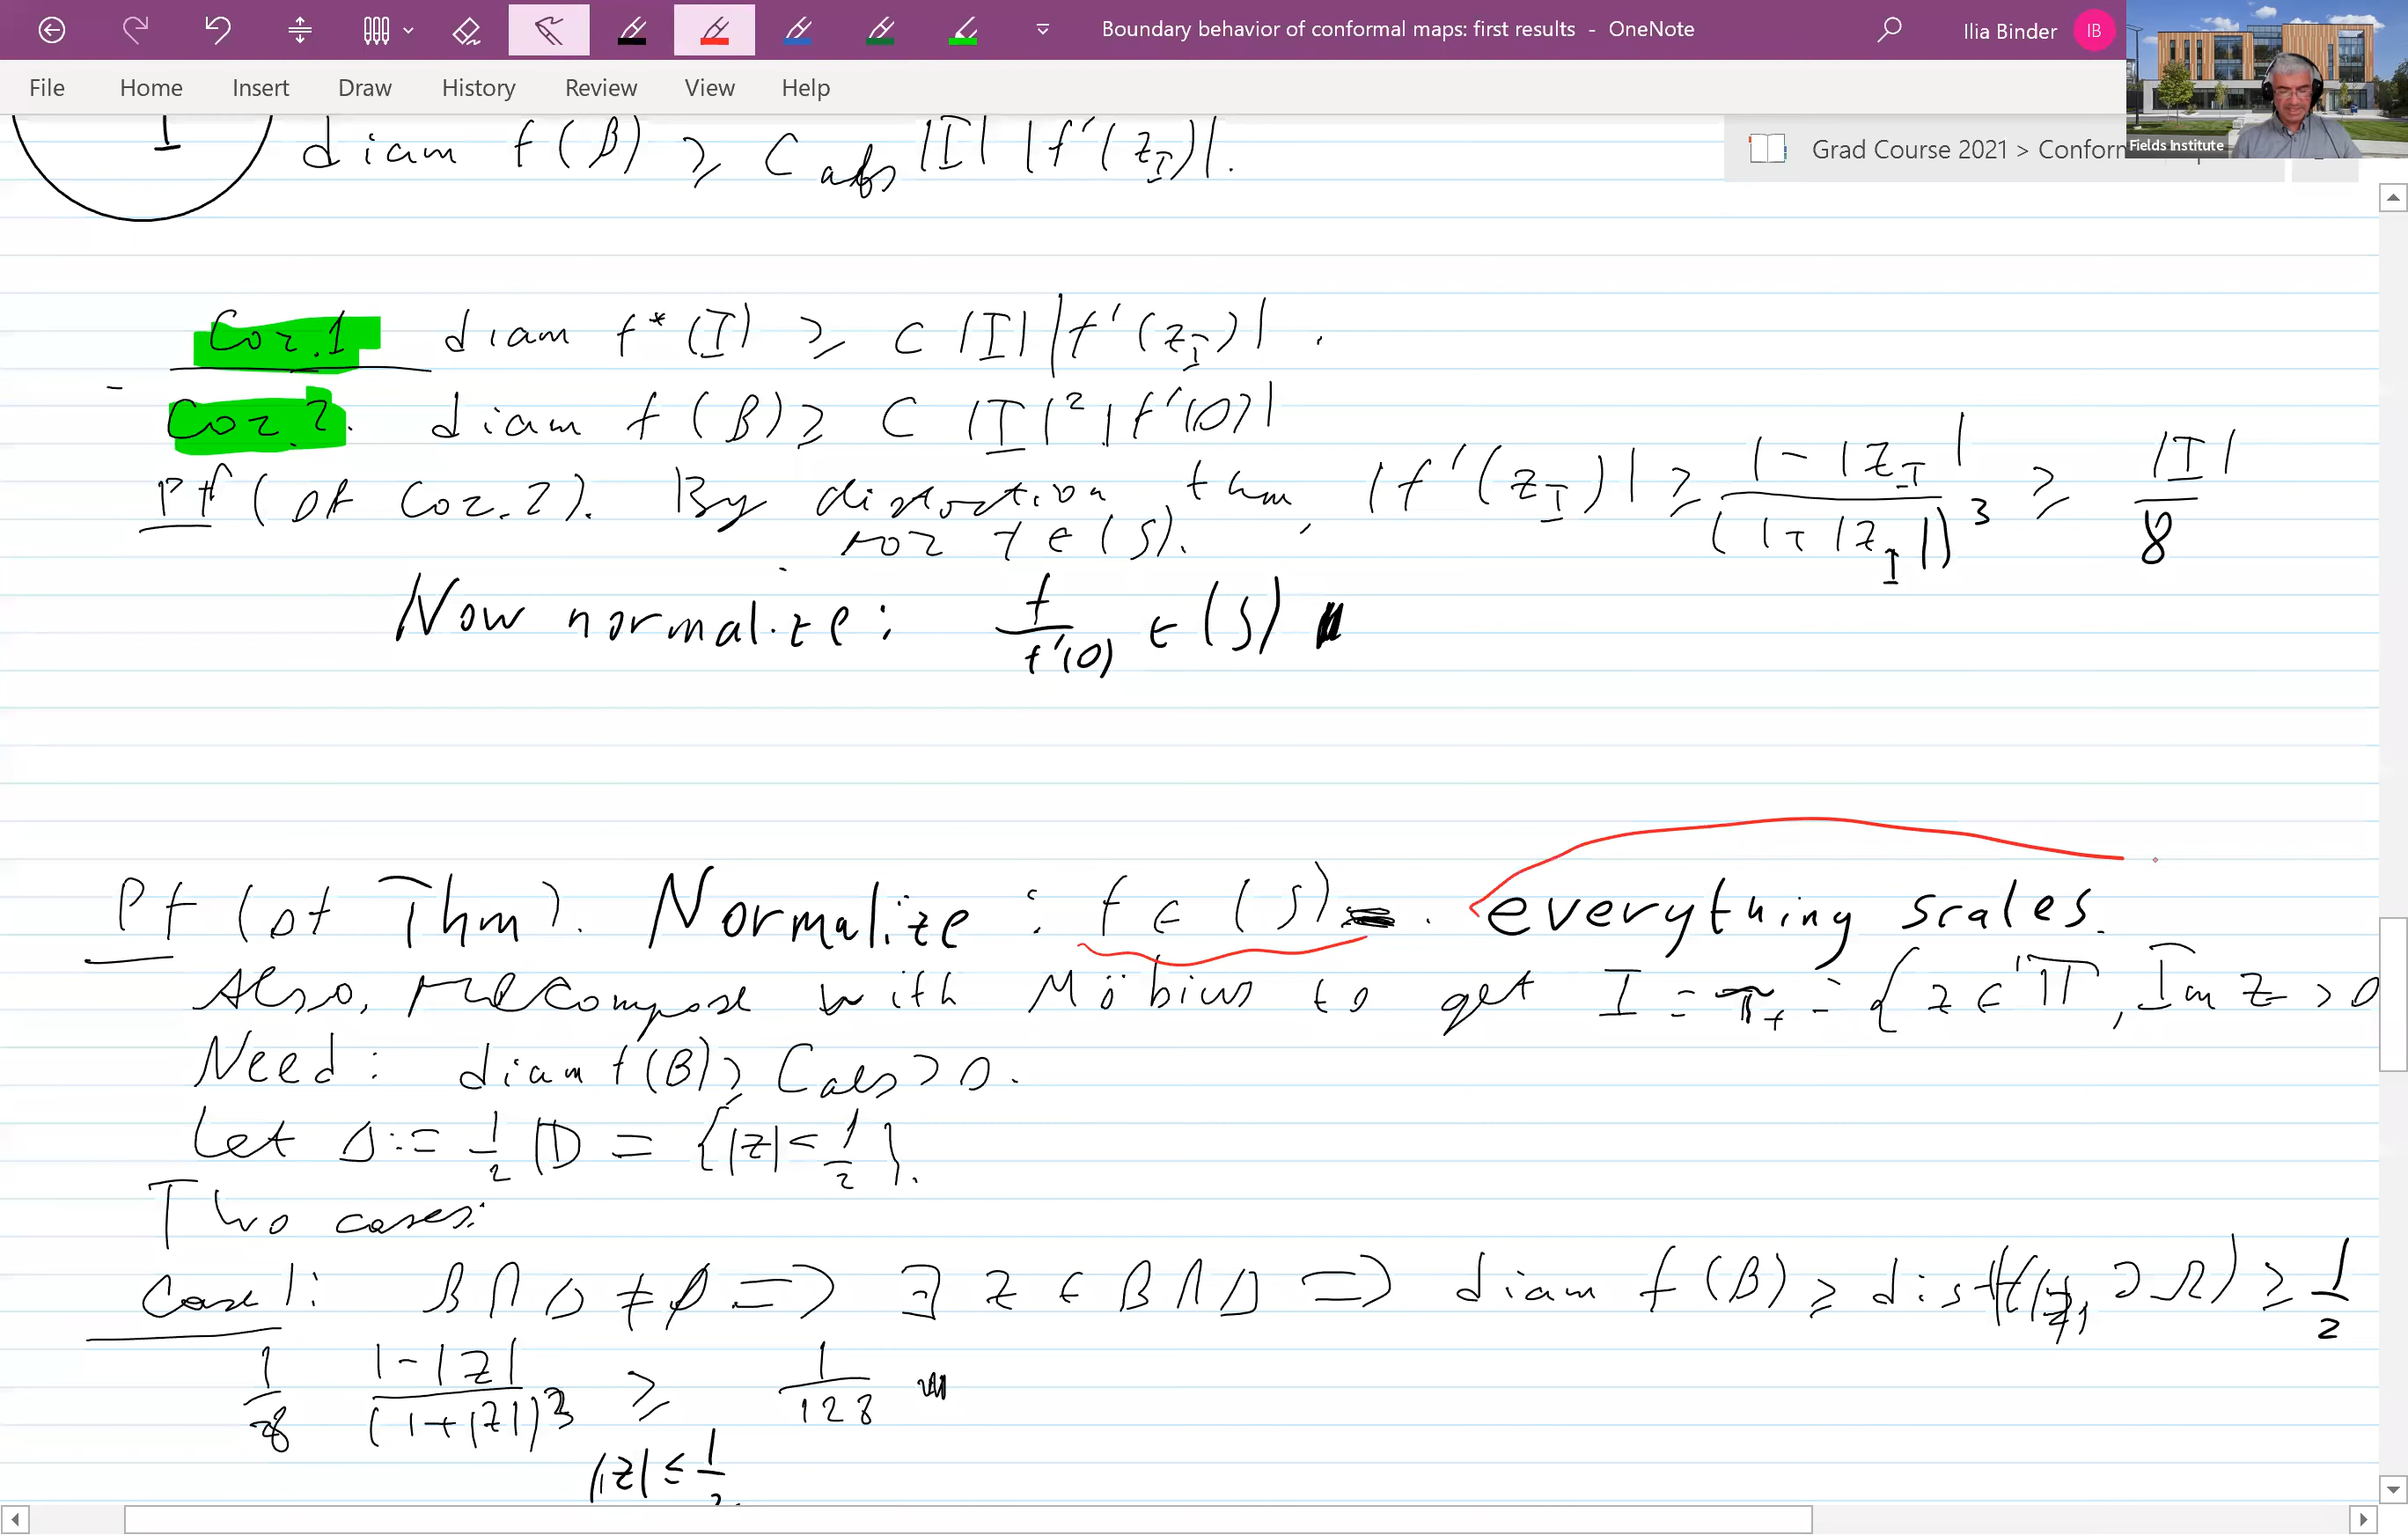 Boundary behavior of conformal maps: first results - OneNote
Ilia Binder IB
File Home Insert Draw History Review View Help
Grad Course 2021 > Conform
Fields Institute
I
diam f(B) ≥ C abs |I| |f'(z_I)|.
Cor. 1 diam f*(I) ≥ C |I| |f'(z_I)|.
Cor. 2. diam f(B) ≥ C |I|² |f'(0)|
Pf (of Cor. 2). By distortion thm, |f'(z_I)| ≥ (1-|z_I|)/(1+|z_I|)³ ≥ |I|/8
for f ∈ (S).
Now normalize: f/f'(0) ∈ (S)
Pf (of Thm). Normalize: f ∈ (S). everything scales.
Also, precompose with Möbius to get I = π₊ = {z ∈ T, Im z > 0
Need: diam f(B) ≥ C abs > 0.
Let Δ := 1/2 D = {|z| < 1/2}.
Two cases:
Case 1: B ∩ Δ ≠ ∅ => ∃ z ∈ B ∩ Δ => diam f(B) ≥ dist(f(z), ∂Ω) ≥ 1/2
1/8 (1-|z|)/(1+|z|)³ ≥ 1/128
|z| ≤ 1/2